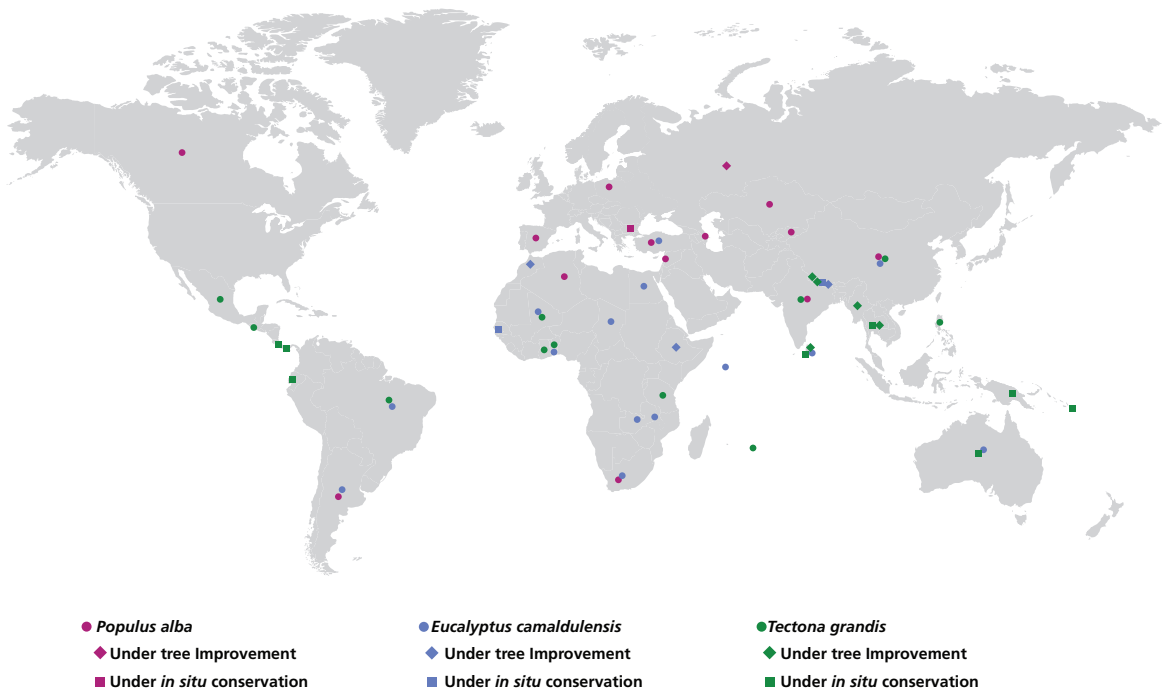 Populus alba Eucalyptus camaldulensis Tectona grandis
Under tree Improvement Under tree Improvement Under tree Improvement
Under in situ conservation Under in situ conservation Under in situ conservation